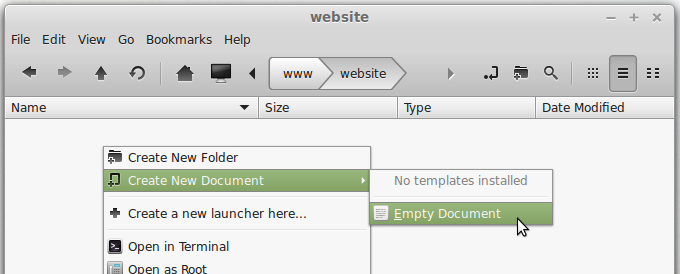 website
File Edit View Go Bookmarks Help
www website
Name Size Type Date Modified
Create New Folder
Create New Document
No templates installed
Create a new launcher here...
Empty Document
Open in Terminal
Open as Root